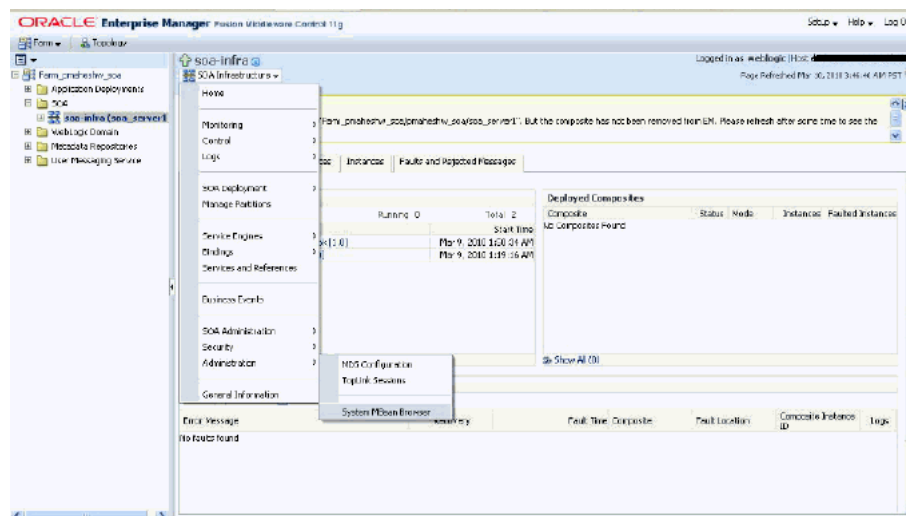 ORACLE Enterprise Manager Fusion Middleware Control 11g
Setup Help Log O
Farm Topology
soa-infra
Logged in as weblogic | Host
SOA Infrastructure
Page Refreshed Mar 10, 2010 3:46:46 AM PST
Farm_pmaheshw_soa
Application Deployments
SOA
soa-infra (soa_server1
WebLogic Domain
Metadata Repositories
User Messaging Service
Home
Monitoring
Control
Logs
SOA Deployment
Manage Partitions
Service Engines
Bindings
Services and References
Business Events
SOA Administration
Security
Administration
General Information
MDS Configuration
TopLink Sessions
System MBean Browser
/Farm_pmaheshw_soa/pmaheshw_soa/soa_server1". But the composite has not been removed from EM. Please refresh after some time to see the
Instances Faults and Rejected Messages
Running 0 Total 2
Start Time
[1.0] Mar 9, 2010 1:50:34 AM
Mar 9, 2010 1:19:16 AM
Deployed Composites
Composite Status Mode Instances Faulted Instances
No Composites Found
Show All (0)
Error Message Recovery Fault Time Composite Fault Location Composite Instance ID Logs
No faults found